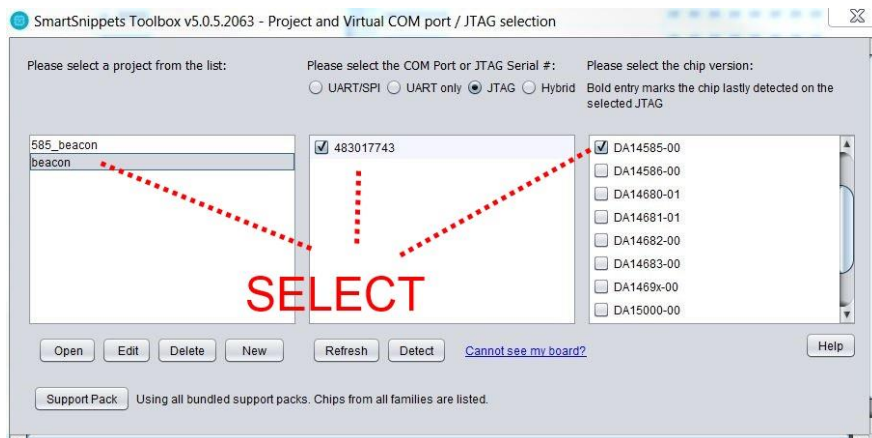 SmartSnippets Toolbox v5.0.5.2063 - Project and Virtual COM port / JTAG selection
Please select a project from the list:
Please select the COM Port or JTAG Serial #:
Please select the chip version:
UART/SPI UART only JTAG Hybrid
Bold entry marks the chip lastly detected on the
selected JTAG
585_beacon
beacon
483017743
DA14585-00
DA14586-00
DA14680-01
DA14681-01
DA14682-00
DA14683-00
DA1469x-00
DA15000-00
SELECT
Open Edit Delete New
Refresh Detect Cannot see my board?
Help
Support Pack Using all bundled support packs. Chips from all families are listed.